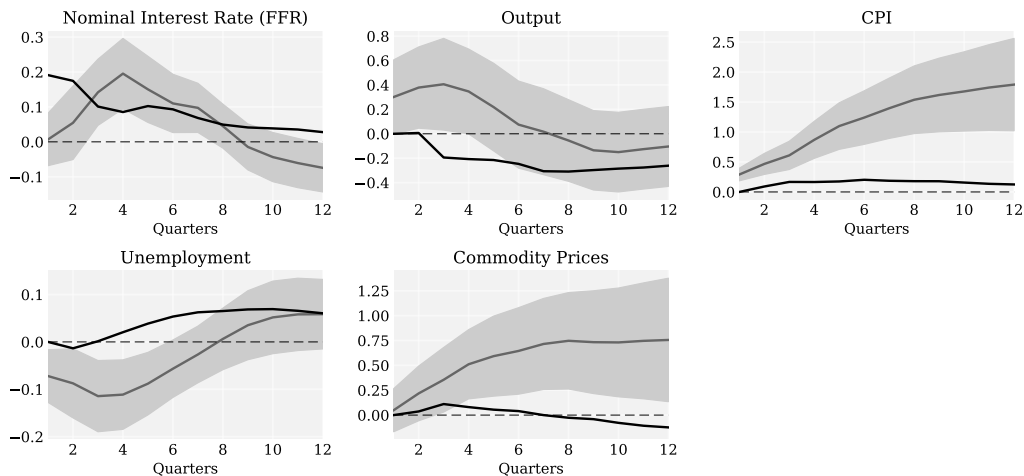 Nominal Interest Rate (FFR)
0.3
0.2
0.1
0.0
−0.1
2 4 6 8 10 12
Quarters
Output
0.8
0.6
0.4
0.2
0.0
−0.2
−0.4
2 4 6 8 10 12
Quarters
CPI
2.5
2.0
1.5
1.0
0.5
0.0
2 4 6 8 10 12
Quarters
Unemployment
0.1
0.0
−0.1
−0.2
2 4 6 8 10 12
Quarters
Commodity Prices
1.25
1.00
0.75
0.50
0.25
0.00
2 4 6 8 10 12
Quarters